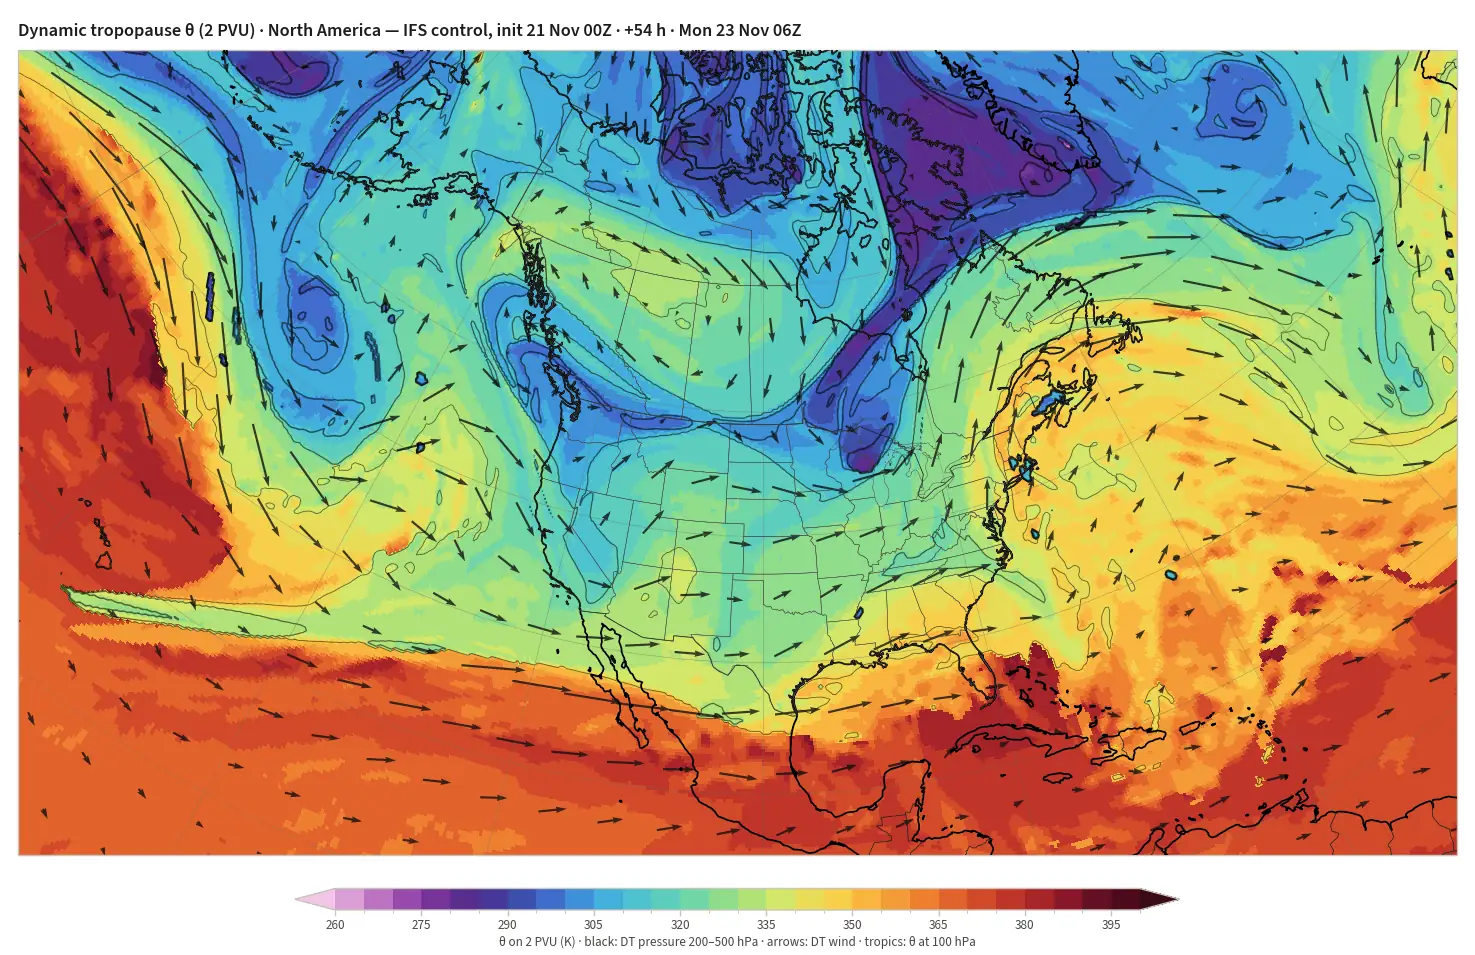 Dynamic tropopause θ (2 PVU) · North America — IFS control, init 21 Nov 00Z · +54 h · Mon 23 Nov 06Z
260 275 290 305 320 335 350 365 380 395
θ on 2 PVU (K) · black: DT pressure 200–500 hPa · arrows: DT wind · tropics: θ at 100 hPa